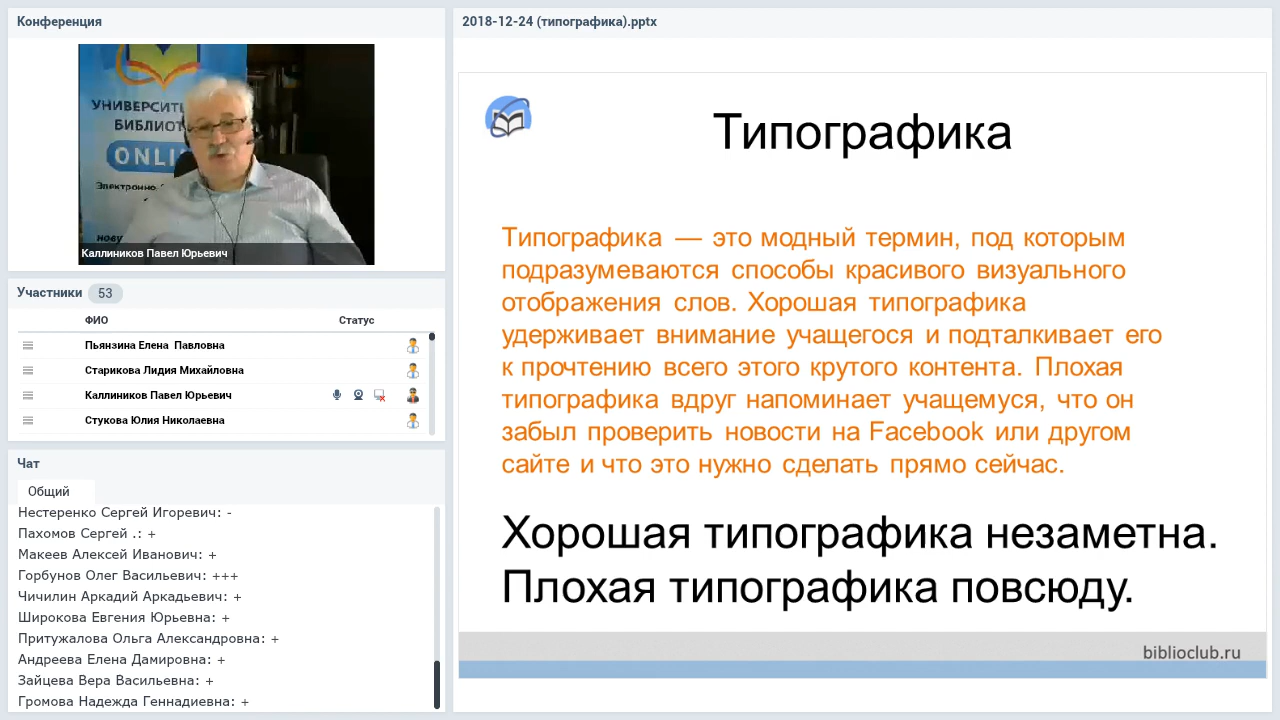 Конференция
УНИВЕРСИТ
БИБЛИОТ
ONLI
Электронно
нову
Каллиников Павел Юрьевич
Участники 53
ФИО Статус
Пьянзина Елена Павловна
Старикова Лидия Михайловна
Каллиников Павел Юрьевич
Стукова Юлия Николаевна
Чат
Общий
Нестеренко Сергей Игоревич: -
Пахомов Сергей .: +
Макеев Алексей Иванович: +
Горбунов Олег Васильевич: +++
Чичилин Аркадий Аркадьевич: +
Широкова Евгения Юрьевна: +
Притужалова Ольга Александровна: +
Андреева Елена Дамировна: +
Зайцева Вера Васильевна: +
Громова Надежда Геннадиевна: +
2018-12-24 (типографика).pptx
Типографика
Типографика — это модный термин, под которым
подразумеваются способы красивого визуального
отображения слов. Хорошая типографика
удерживает внимание учащегося и подталкивает его
к прочтению всего этого крутого контента. Плохая
типографика вдруг напоминает учащемуся, что он
забыл проверить новости на Facebook или другом
сайте и что это нужно сделать прямо сейчас.
Хорошая типографика незаметна.
Плохая типографика повсюду.
biblioclub.ru